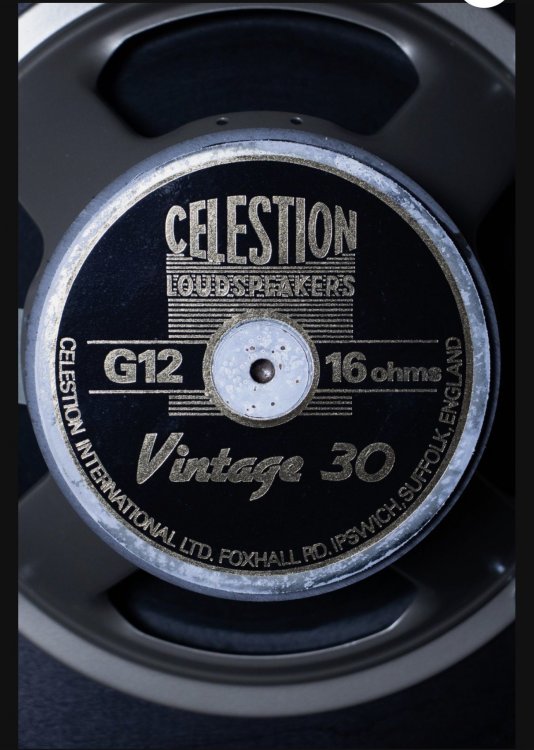 CELESTION
LOUDSPEAKERS
G12 16 ohms
Vintage 30
CELESTION INTERNATIONAL LTD. FOXHALL RD. IPSWICH. SUFFOLK. ENGLAND